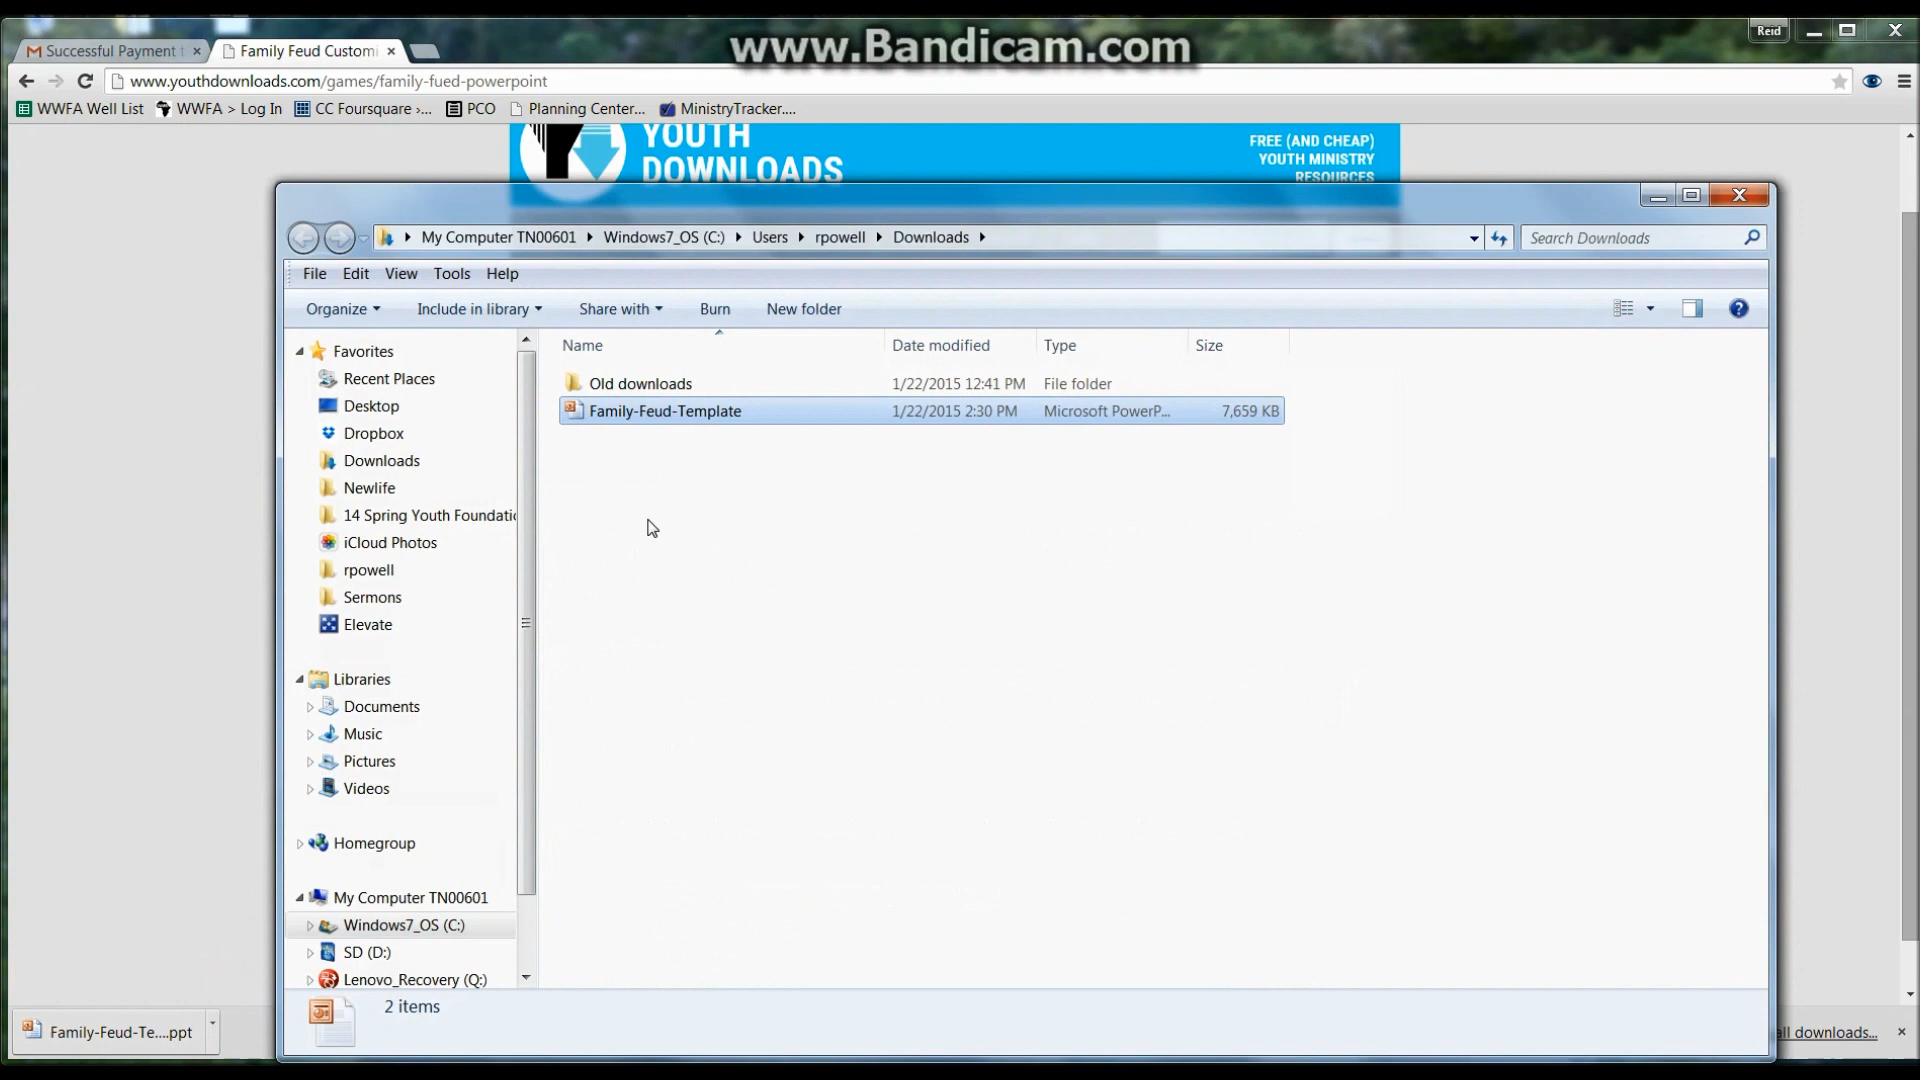 www.Bandicam.com
Reid
Successful Payment t
Family Feud Customi
www.youthdownloads.com/games/family-fued-powerpoint
WWFA Well List
WWFA > Log In
CC Foursquare ›...
PCO
Planning Center...
MinistryTracker....
YOUTH
DOWNLOADS
FREE (AND CHEAP)
YOUTH MINISTRY
RESOURCES
My Computer TN00601
Windows7_OS (C:)
Users
rpowell
Downloads
Search Downloads
File
Edit
View
Tools
Help
Organize
Include in library
Share with
Burn
New folder
Name
Date modified
Type
Size
Old downloads
1/22/2015 12:41 PM
File folder
Family-Feud-Template
1/22/2015 2:30 PM
Microsoft PowerP...
7,659 KB
Favorites
Recent Places
Desktop
Dropbox
Downloads
Newlife
14 Spring Youth Foundatio
iCloud Photos
rpowell
Sermons
Elevate
Libraries
Documents
Music
Pictures
Videos
Homegroup
My Computer TN00601
Windows7_OS (C:)
SD (D:)
Lenovo_Recovery (Q:)
2 items
Family-Feud-Te....ppt
all downloads...